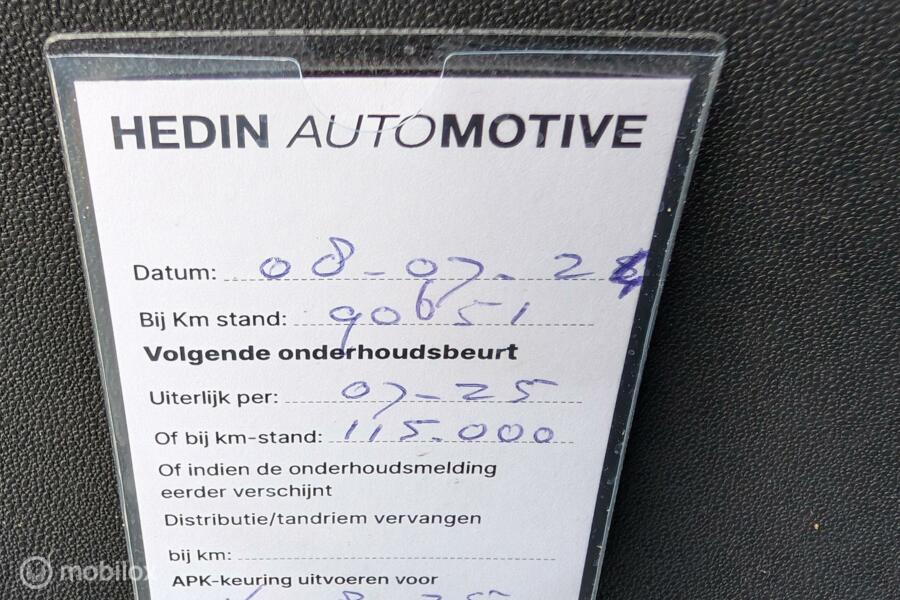 HEDIN AUTOMOTIVE
Datum: 08-07-24
Bij Km stand: 90651
Volgende onderhoudsbeurt
Uiterlijk per: 07-25
Of bij km-stand: 115.000
Of indien de onderhoudsmelding
eerder verschijnt
Distributie/tandriem vervangen
bij km:
APK-keuring uitvoeren voor
mobilox